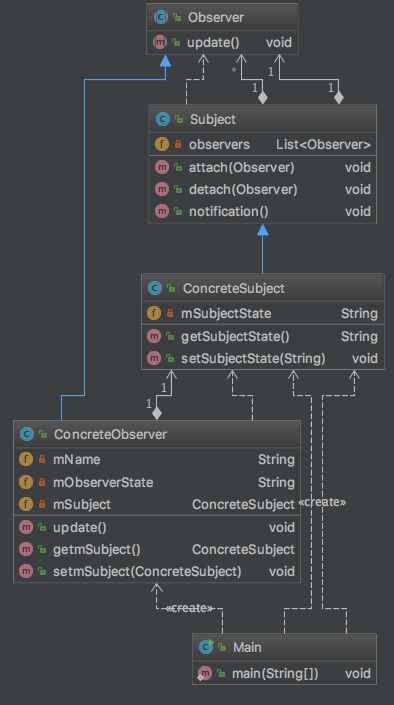 Observer
update() void
* 1
1 1
Subject
observers List<Observer>
attach(Observer) void
detach(Observer) void
notification() void
ConcreteSubject
mSubjectState String
getSubjectState() String
setSubjectState(String) void
1
1
ConcreteObserver
mName String
mObserverState String
mSubject ConcreteSubject
«create»
update() void
getmSubject() ConcreteSubject
setmSubject(ConcreteSubject) void
«create»
Main
main(String[]) void